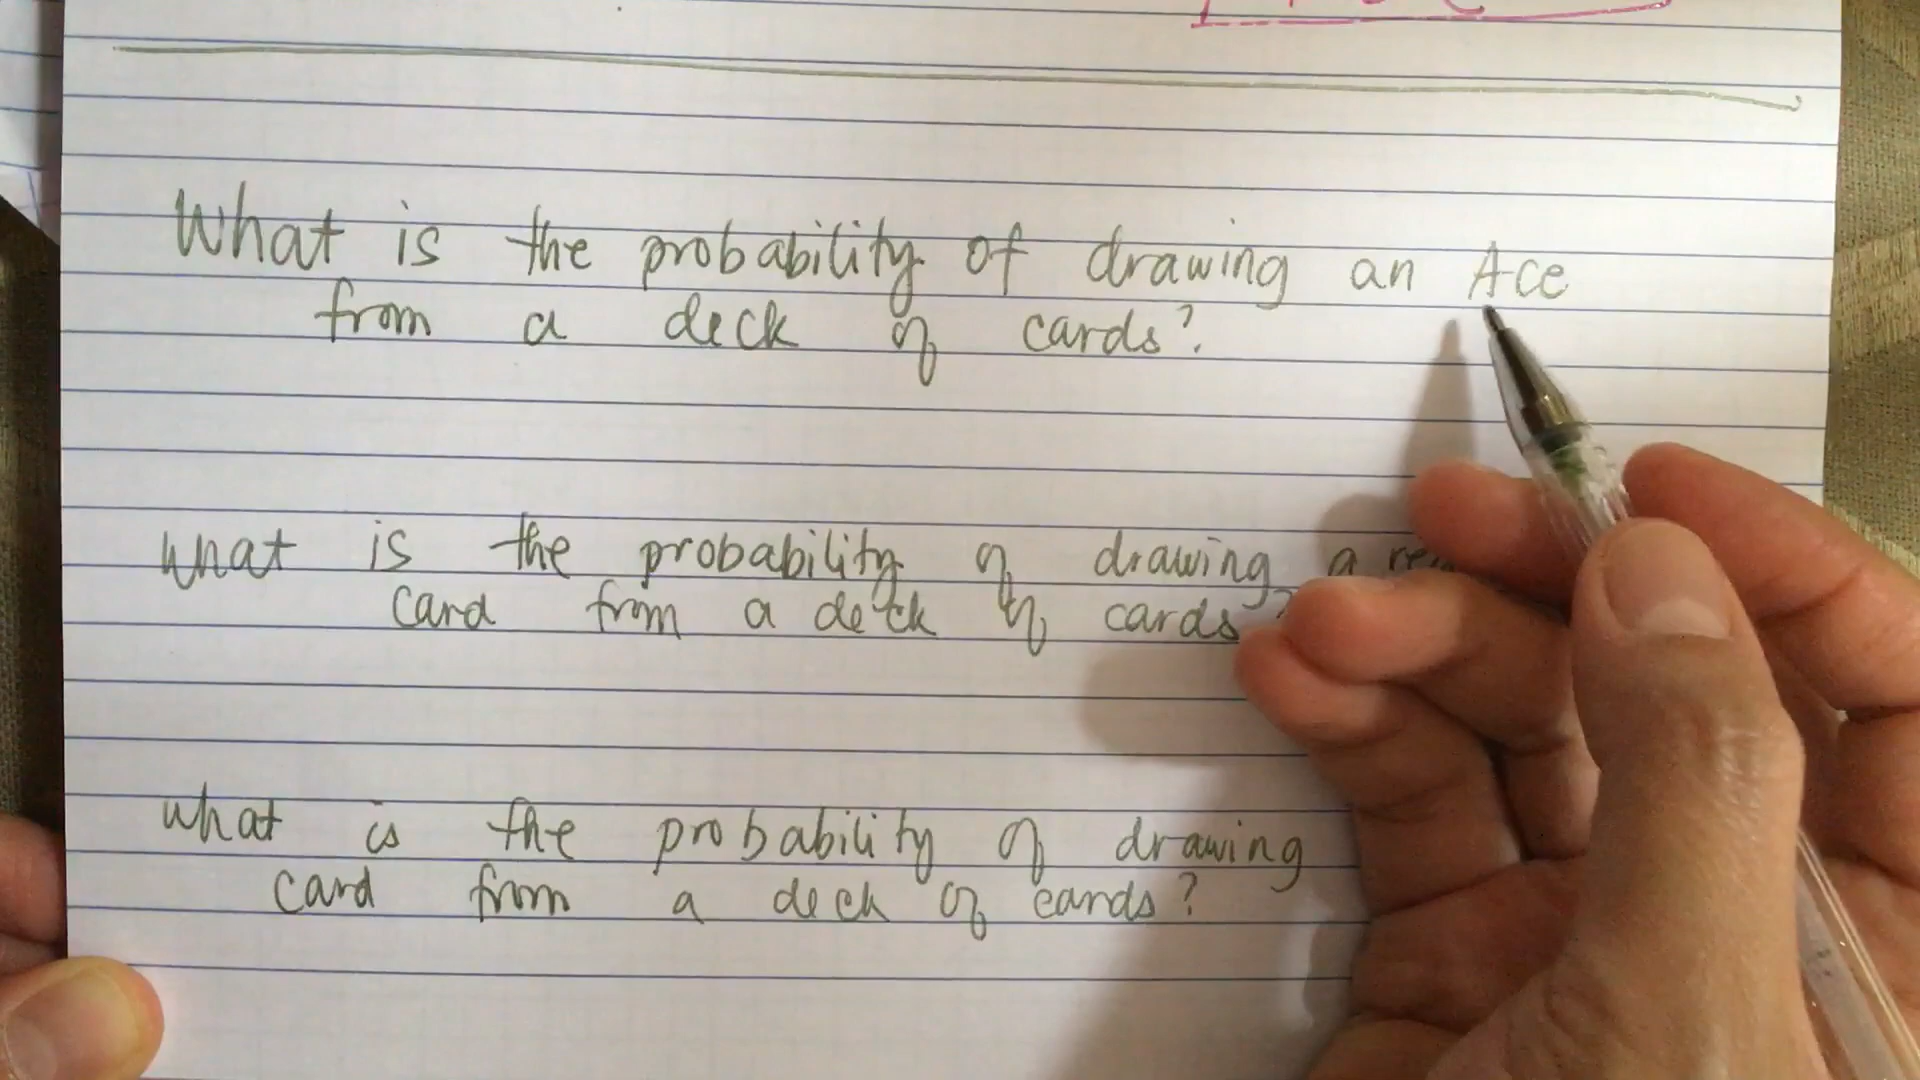 What is the probability of drawing an Ace
from a deck of cards?
what is the probability of drawing a
card from a deck of cards?
what is the probability of drawing
card from a deck of cards?